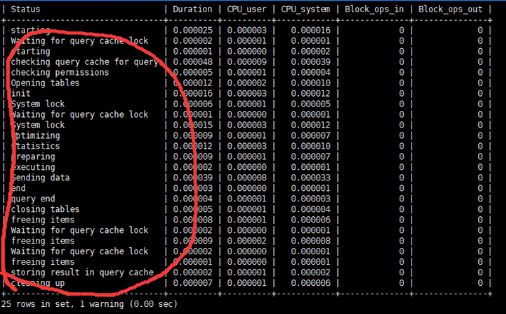 | Status | Duration | CPU_user | CPU_system | Block_ops_in | Block_ops_out |
| starting | 0.000025 | 0.000003 | 0.000016 | 0 | 0 |
| Waiting for query cache lock | 0.000002 | 0.000001 | 0.000001 | 0 | 0 |
| starting | 0.000001 | 0.000000 | 0.000002 | 0 | 0 |
| checking query cache for query | 0.000048 | 0.000009 | 0.000039 | 0 | 0 |
| checking permissions | 0.000005 | 0.000001 | 0.000004 | 0 | 0 |
| Opening tables | 0.000012 | 0.000002 | 0.000010 | 0 | 0 |
| init | 0.000016 | 0.000003 | 0.000012 | 0 | 0 |
| System lock | 0.000006 | 0.000001 | 0.000005 | 0 | 0 |
| Waiting for query cache lock | 0.000001 | 0.000000 | 0.000001 | 0 | 0 |
| System lock | 0.000015 | 0.000003 | 0.000012 | 0 | 0 |
| optimizing | 0.000009 | 0.000001 | 0.000007 | 0 | 0 |
| statistics | 0.000012 | 0.000003 | 0.000010 | 0 | 0 |
| preparing | 0.000009 | 0.000001 | 0.000007 | 0 | 0 |
| executing | 0.000002 | 0.000000 | 0.000001 | 0 | 0 |
| Sending data | 0.000039 | 0.000008 | 0.000033 | 0 | 0 |
| end | 0.000003 | 0.000000 | 0.000001 | 0 | 0 |
| query end | 0.000004 | 0.000001 | 0.000003 | 0 | 0 |
| closing tables | 0.000005 | 0.000001 | 0.000004 | 0 | 0 |
| freeing items | 0.000008 | 0.000001 | 0.000006 | 0 | 0 |
| Waiting for query cache lock | 0.000002 | 0.000000 | 0.000001 | 0 | 0 |
| freeing items | 0.000009 | 0.000002 | 0.000008 | 0 | 0 |
| Waiting for query cache lock | 0.000002 | 0.000000 | 0.000001 | 0 | 0 |
| freeing items | 0.000001 | 0.000000 | 0.000000 | 0 | 0 |
| storing result in query cache | 0.000002 | 0.000001 | 0.000002 | 0 | 0 |
| cleaning up | 0.000007 | 0.000001 | 0.000006 | 0 | 0 |
25 rows in set, 1 warning (0.00 sec)